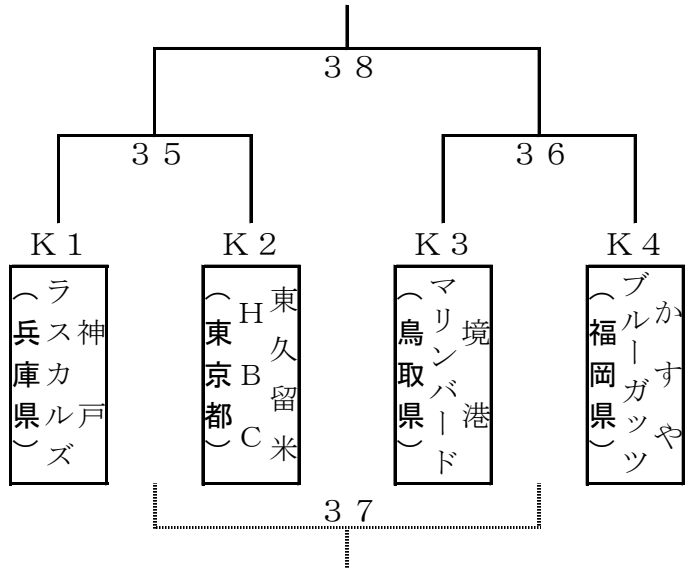 ３８
３５
３６
Ｋ１
Ｋ２
Ｋ３
Ｋ４
神戸
ラスカルズ
（兵庫県）
東久留米
ＨＢＣ
（東京都）
境港
マリンバード
（鳥取県）
かすや
ブルーガッツ
（福岡県）
３７